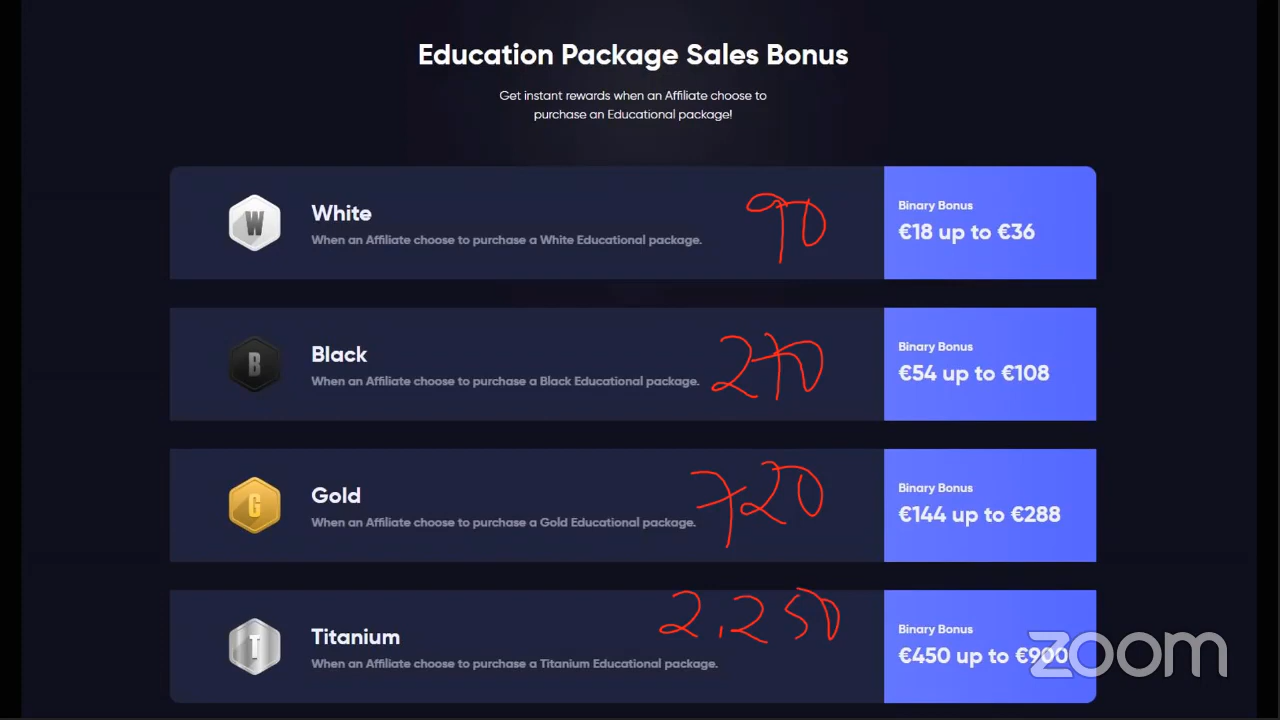 Education Package Sales Bonus
Get instant rewards when an Affiliate choose to
purchase an Educational package!
W
White
When an Affiliate choose to purchase a White Educational package.
90
Binary Bonus
€18 up to €36
B
Black
When an Affiliate choose to purchase a Black Educational package.
270
Binary Bonus
€54 up to €108
G
Gold
When an Affiliate choose to purchase a Gold Educational package.
720
Binary Bonus
€144 up to €288
T
Titanium
When an Affiliate choose to purchase a Titanium Educational package.
2.250
Binary Bonus
€450 up to €900
zoom